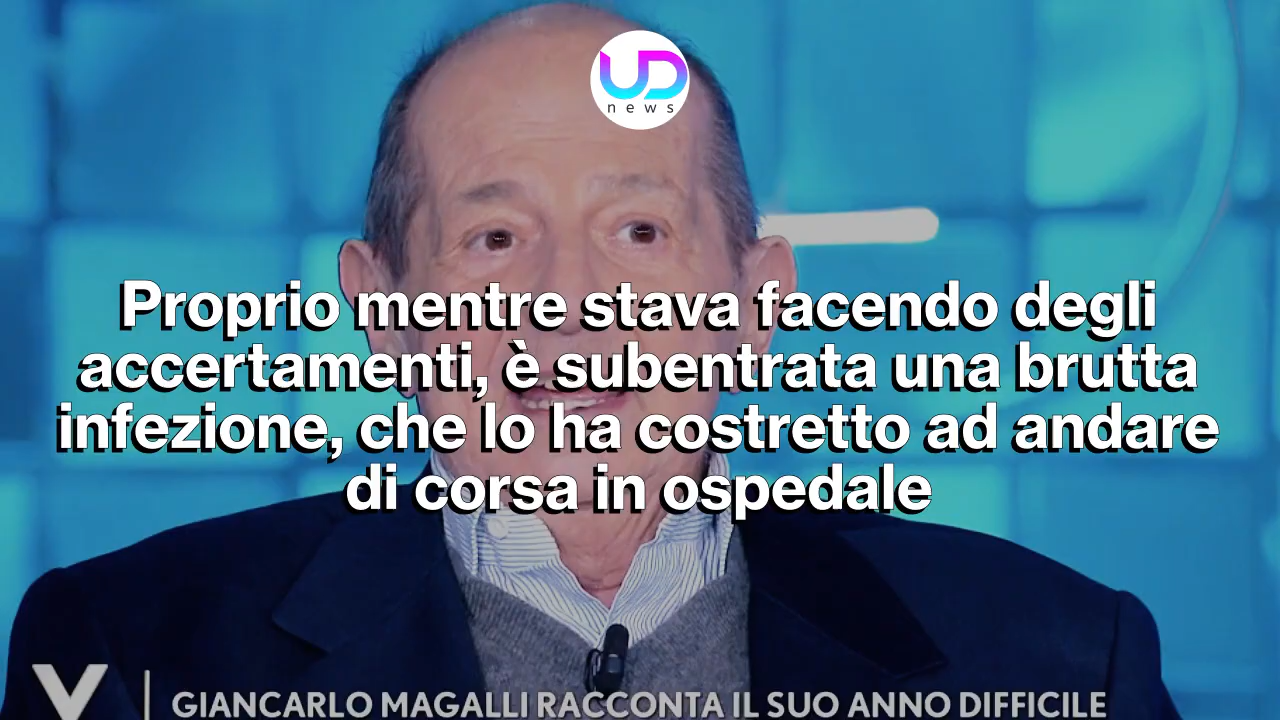 UD
news
Proprio mentre stava facendo degli
accertamenti, è subentrata una brutta
infezione, che lo ha costretto ad andare
di corsa in ospedale
V | GIANCARLO MAGALLI RACCONTA IL SUO ANNO DIFFICILE